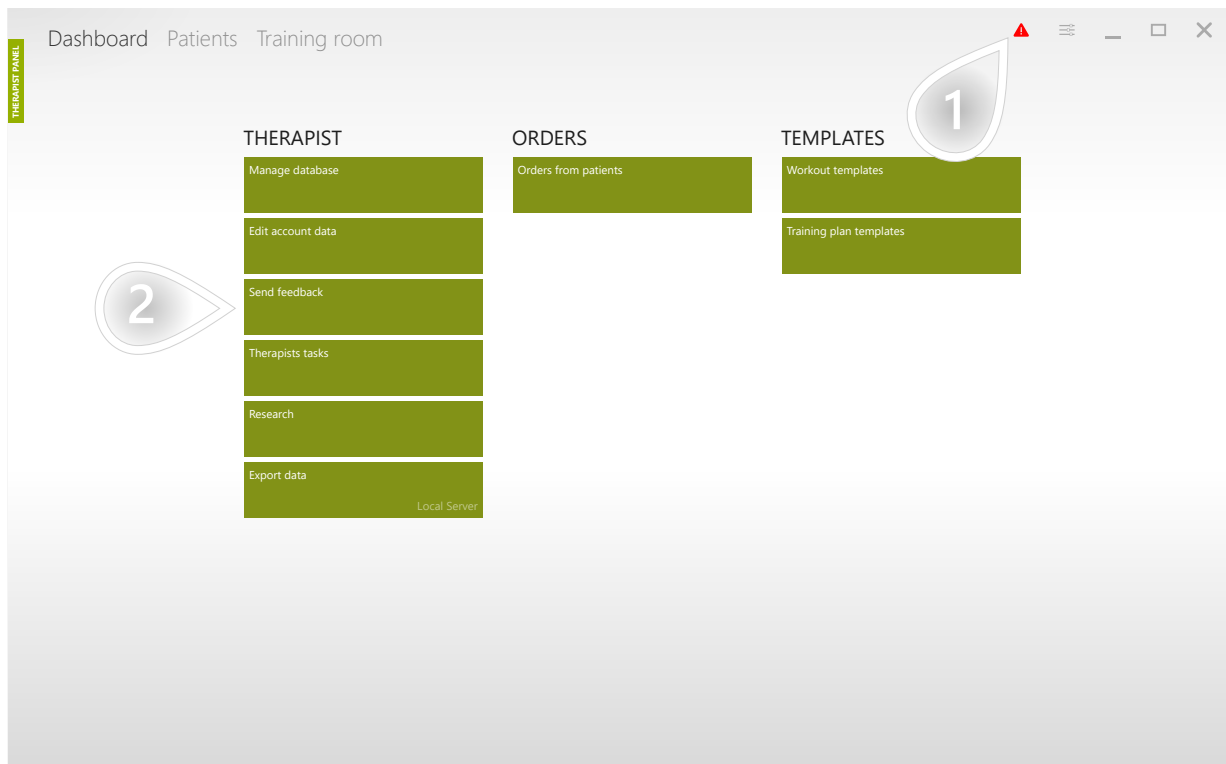 Dashboard Patients Training room
THERAPIST PANEL
1
THERAPIST
Manage database
Edit account data
Send feedback
2
Therapists tasks
Research
Export data
Local Server
ORDERS
Orders from patients
TEMPLATES
Workout templates
Training plan templates